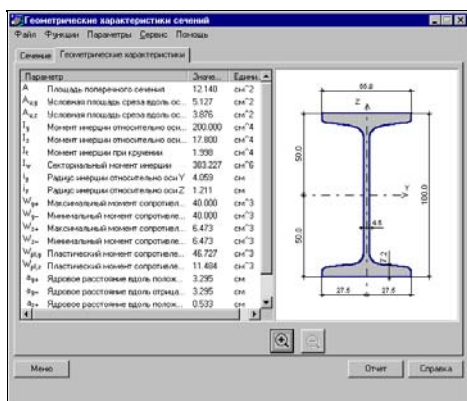 Геометрические характеристики сечений
Файл Функции Параметры Сервис Помощь
Сечение Геометрические характеристики
Параметр Значе... Едини...
A Площадь поперечного сечения 12.140 см^2
Av,y Условная площадь среза вдоль ос... 5.127 см^2
Av,z Условная площадь среза вдоль ос... 3.876 см^2
Iy Момент инерции относительно оси... 200.000 см^4
Iz Момент инерции относительно оси... 17.800 см^4
It Момент инерции при кручении 1.998 см^4
Iw Секториальный момент инерции 383.227 см^6
iy Радиус инерции относительно оси Y 4.059 см
iz Радиус инерции относительно оси Z 1.211 см
Wy+ Максимальный момент сопротивл... 40.000 см^3
Wy- Минимальный момент сопротивле... 40.000 см^3
Wz+ Максимальный момент сопротивл... 6.473 см^3
Wz- Минимальный момент сопротивле... 6.473 см^3
Wpl,y Пластический момент сопротивле... 46.727 см^3
Wpl,z Пластический момент сопротивле... 11.484 см^3
ay+ Ядровое расстояние вдоль полож... 3.295 см
ay- Ядровое расстояние вдоль отрица... 3.295 см
az+ Ядровое расстояние вдоль полож... 0.533 см
Z
50.0
Y
100.0
4.5
50.0
7.2
27.5 27.5
Меню Отчет Справка